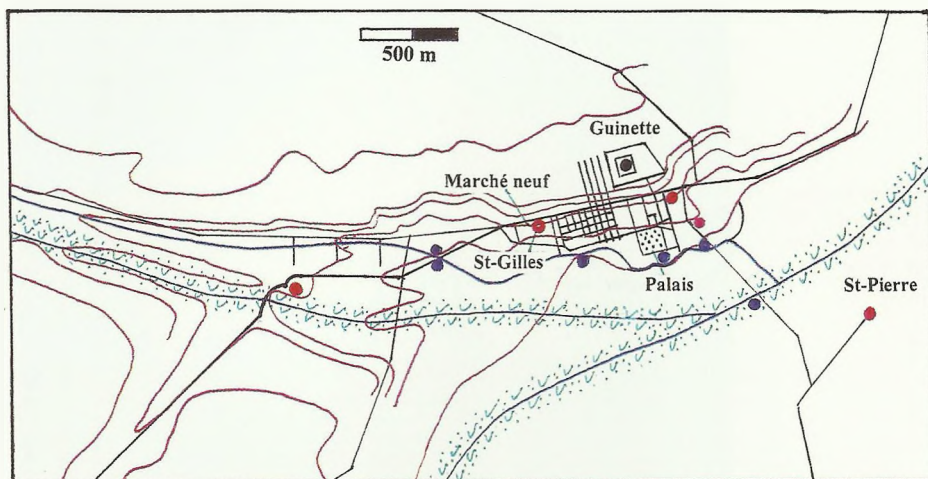 500 m
Guinette
Marché neuf
St-Gilles
Palais
St-Pierre